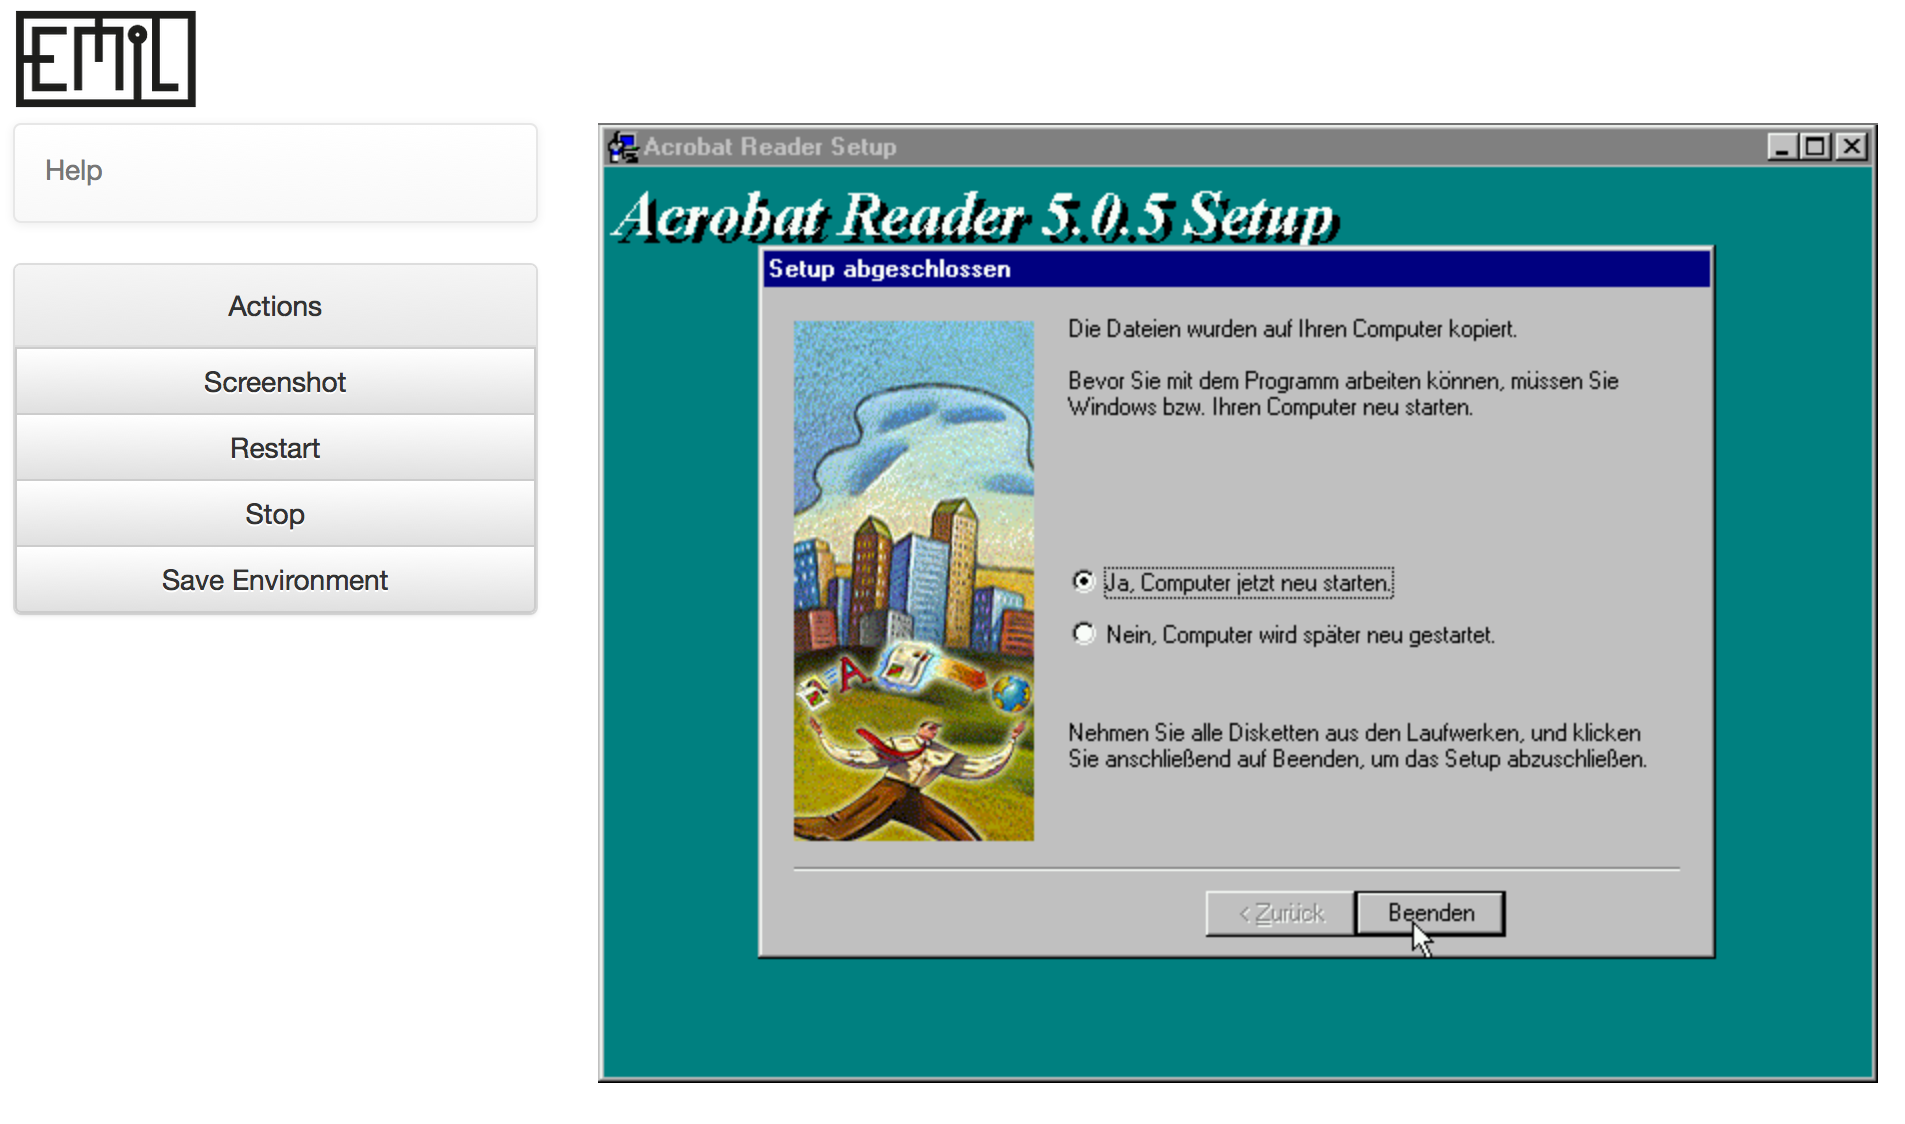 EMiL
Help
Actions
Screenshot
Restart
Stop
Save Environment
Acrobat Reader Setup
Acrobat Reader 5.0.5 Setup
Setup abgeschlossen
Die Dateien wurden auf Ihren Computer kopiert.
Bevor Sie mit dem Programm arbeiten können, müssen Sie
Windows bzw. Ihren Computer neu starten.
Ja, Computer jetzt neu starten.
Nein, Computer wird später neu gestartet.
A
Nehmen Sie alle Disketten aus den Laufwerken, und klicken
Sie anschließend auf Beenden, um das Setup abzuschließen.
< Zurück
Beenden